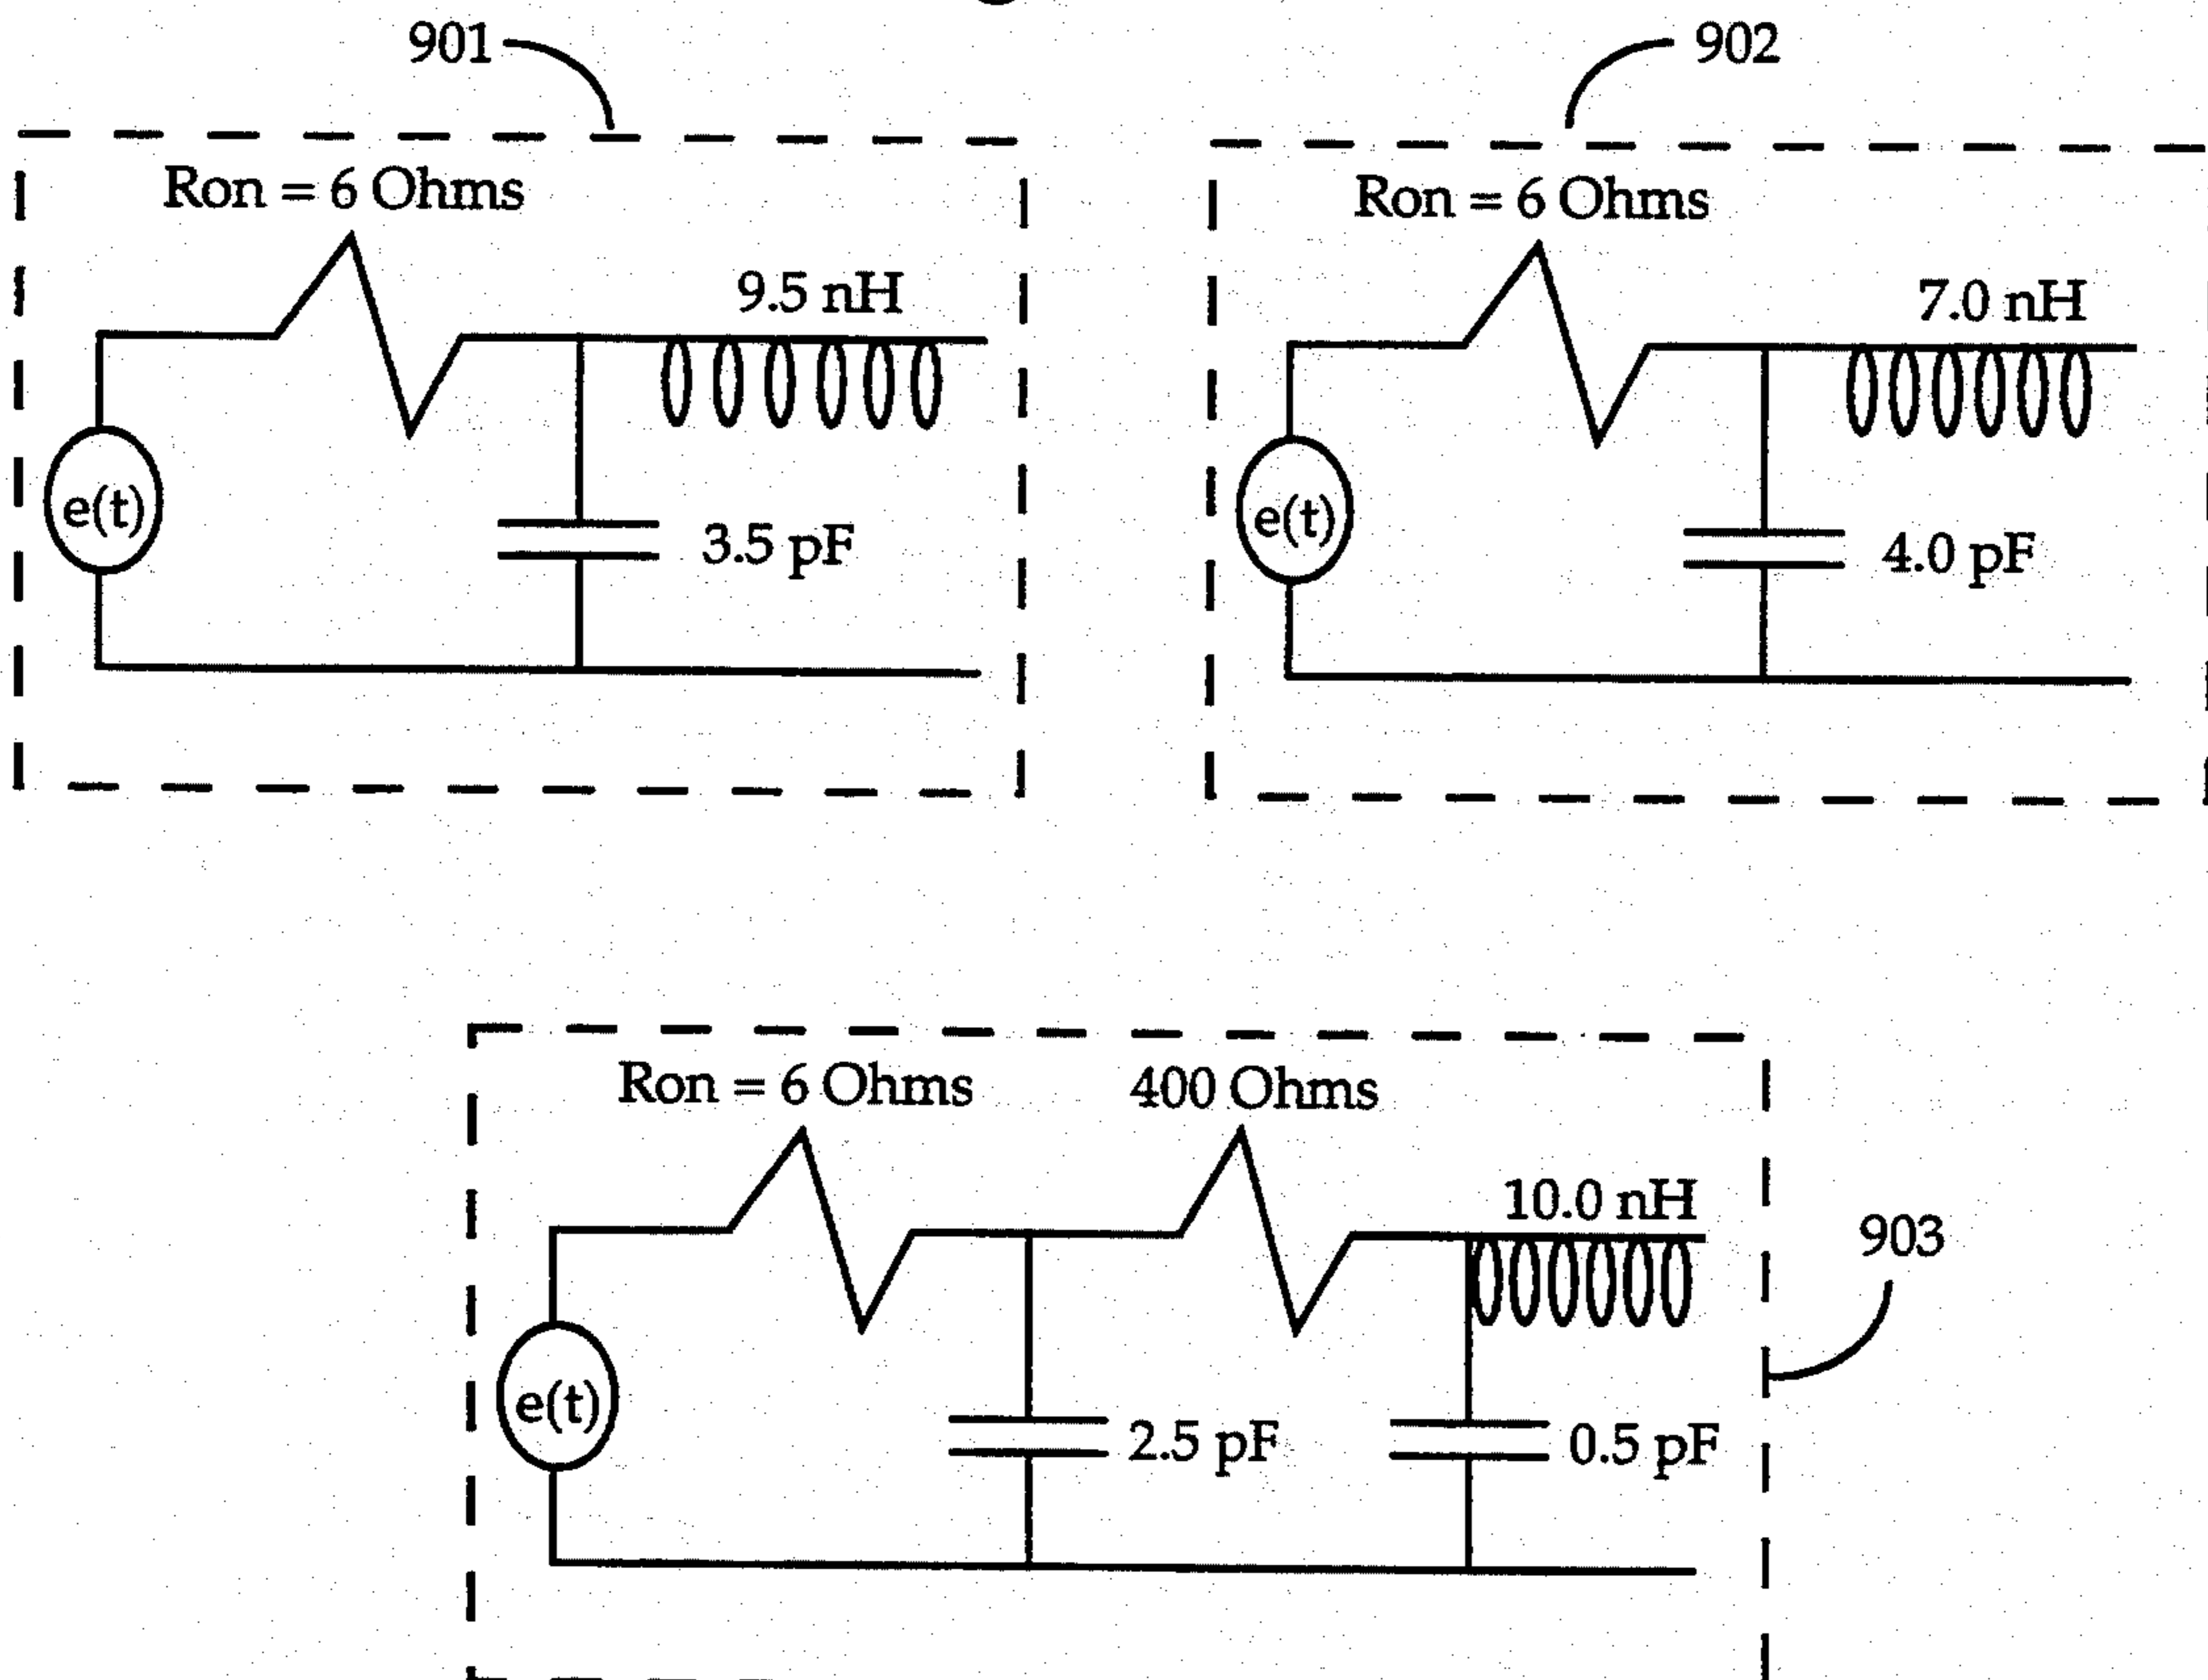 901
902
Ron = 6 Ohms
9.5 nH
e(t)
3.5 pF
Ron = 6 Ohms
7.0 nH
e(t)
4.0 pF
Ron = 6 Ohms
400 Ohms
10.0 nH
903
e(t)
2.5 pF
0.5 pF